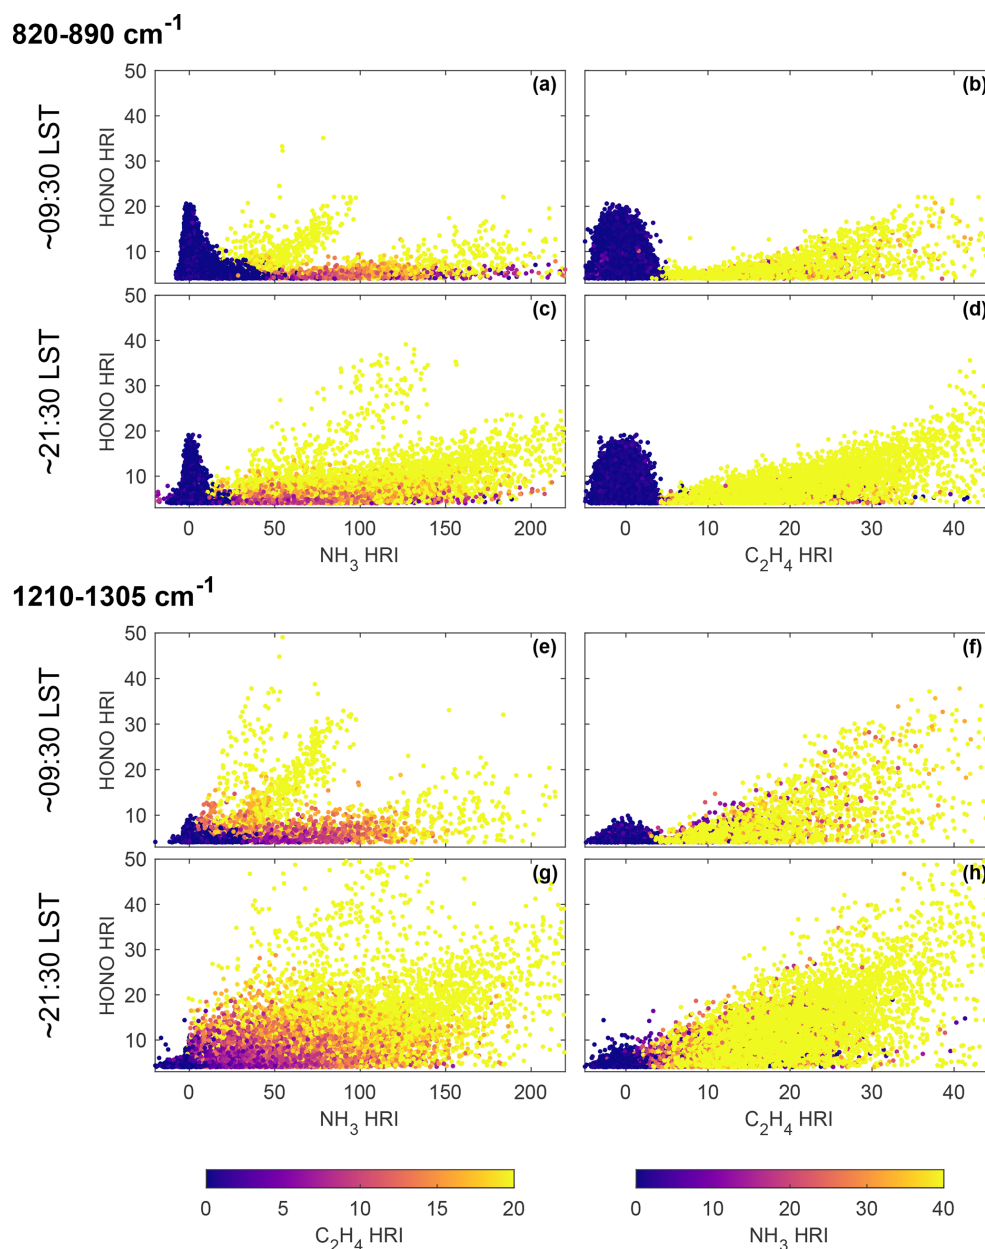 820-890 cm⁻¹
~09:30 LST
HONO HRI
50
40
30
20
10
(a)
(b)
~21:30 LST
HONO HRI
50
40
30
20
10
(c)
(d)
0 50 100 150 200
0 10 20 30 40
NH₃ HRI
C₂H₄ HRI
1210-1305 cm⁻¹
~09:30 LST
HONO HRI
50
40
30
20
10
(e)
(f)
~21:30 LST
HONO HRI
50
40
30
20
10
(g)
(h)
0 50 100 150 200
0 10 20 30 40
NH₃ HRI
C₂H₄ HRI
0 5 10 15 20
0 10 20 30 40
C₂H₄ HRI
NH₃ HRI